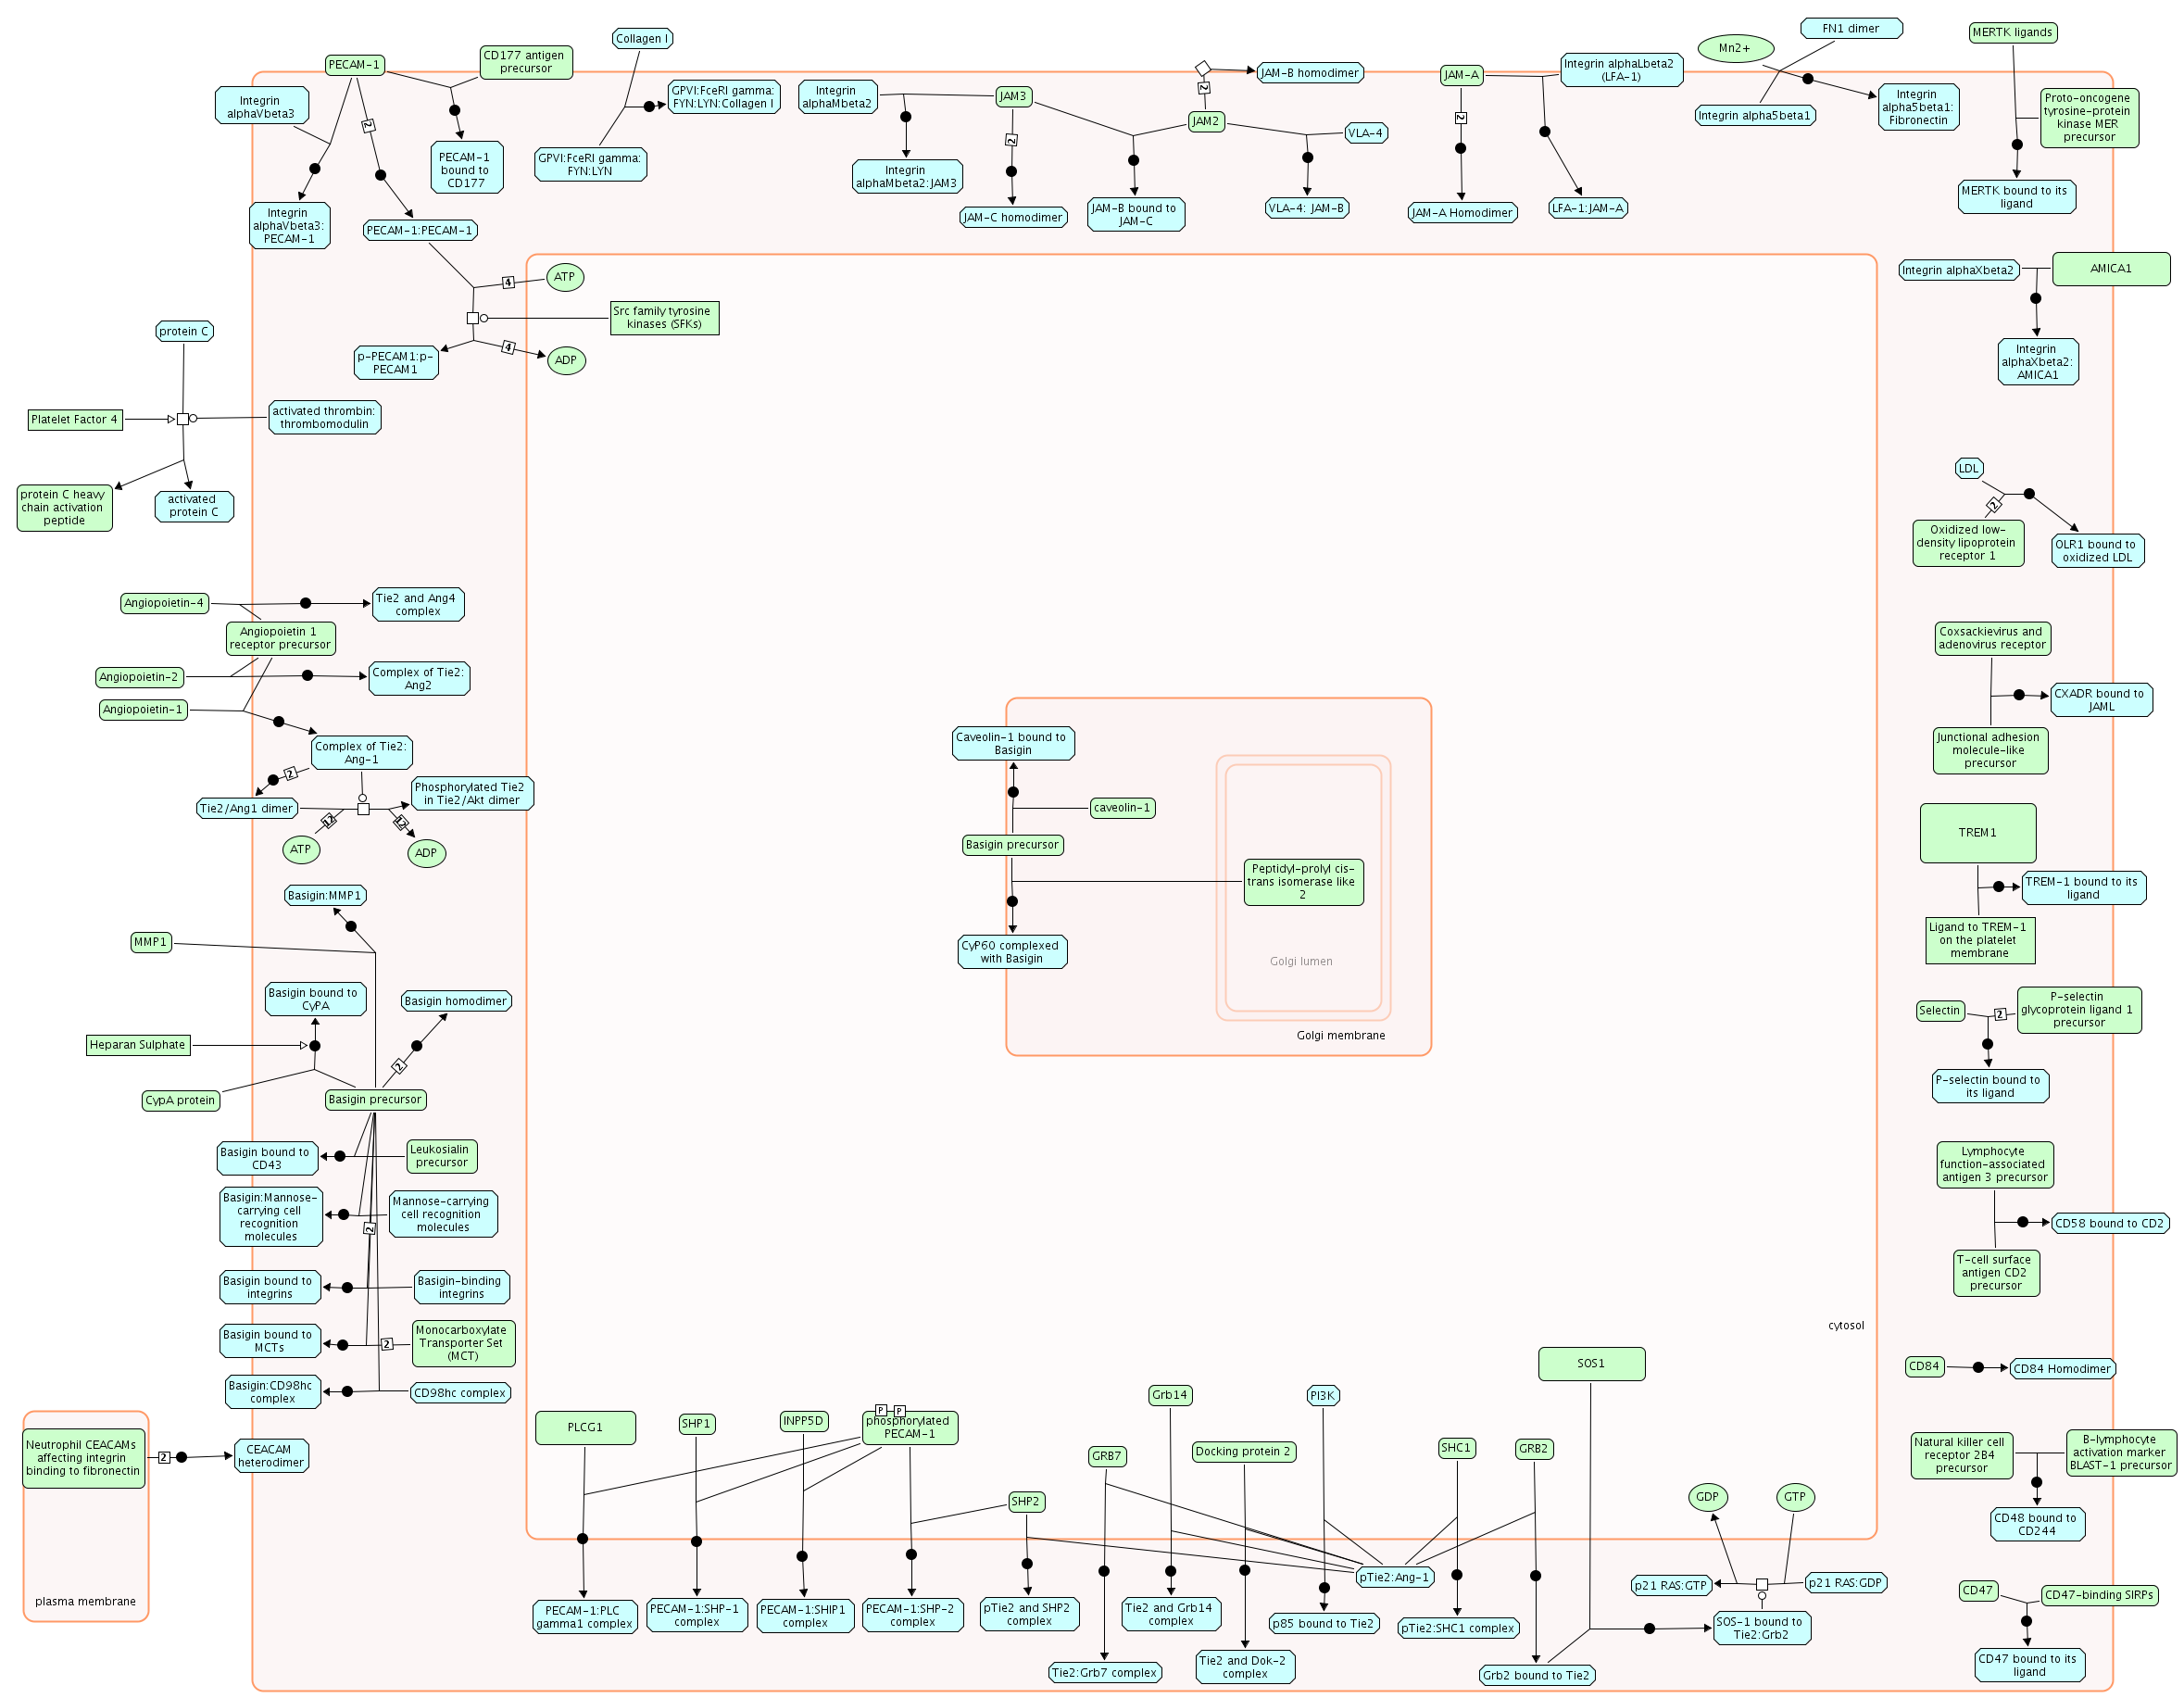 FN1 dimer
Collagen I
MERTK ligands
Mn2+
CD177 antigen
precursor
PECAM-1
JAM-B homodimer
JAM-A
Integrin alphaLbeta2
(LFA-1)
Integrin
alphaVbeta3
GPVI:FceRI gamma:
FYN:LYN:Collagen I
Integrin
alphaMbeta2
JAM3
2
JAM2
2
VLA-4
Integrin alpha5beta1
Integrin
alpha5beta1:
Fibronectin
Proto-oncogene
tyrosine-protein
kinase MER
precursor
2
2
PECAM-1
bound to
CD177
GPVI:FceRI gamma:
FYN:LYN
Integrin
alphaMbeta2:JAM3
MERTK bound to its
ligand
Integrin
alphaVbeta3:
PECAM-1
PECAM-1:PECAM-1
JAM-C homodimer
JAM-B bound to
JAM-C
VLA-4: JAM-B
JAM-A Homodimer
LFA-1:JAM-A
Integrin alphaXbeta2
AMICA1
4
ATP
Src family tyrosine
kinases (SFKs)
protein C
4
p-PECAM1:p-
PECAM1
ADP
Integrin
alphaXbeta2:
AMICA1
Platelet Factor 4
activated thrombin:
thrombomodulin
LDL
2
protein C heavy
chain activation
peptide
activated
protein C
Oxidized low-
density lipoprotein
receptor 1
OLR1 bound to
oxidized LDL
Angiopoietin-4
Tie2 and Ang4
complex
Angiopoietin 1
receptor precursor
Coxsackievirus and
adenovirus receptor
Angiopoietin-2
Complex of Tie2:
Ang2
Angiopoietin-1
CXADR bound to
JAML
Complex of Tie2:
Ang-1
Caveolin-1 bound to
Basigin
Junctional adhesion
molecule-like
precursor
2
Tie2/Ang1 dimer
Phosphorylated Tie2
in Tie2/Akt dimer
caveolin-1
12
12
TREM1
ATP
ADP
Basigin precursor
Peptidyl-prolyl cis-
trans isomerase like
2
Basigin:MMP1
TREM-1 bound to its
ligand
MMP1
CyP60 complexed
with Basigin
Ligand to TREM-1
on the platelet
membrane
Golgi lumen
Basigin bound to
CyPA
Basigin homodimer
Selectin
2
P-selectin
glycoprotein ligand 1
precursor
Golgi membrane
Heparan Sulphate
2
P-selectin bound to
its ligand
CypA protein
Basigin precursor
Basigin bound to
CD43
Leukosialin
precursor
Lymphocyte
function-associated
antigen 3 precursor
Basigin:Mannose-
carrying cell
recognition
molecules
2
Mannose-carrying
cell recognition
molecules
CD58 bound to CD2
Basigin bound to
integrins
Basigin-binding
integrins
T-cell surface
antigen CD2
precursor
cytosol
Basigin bound to
MCTs
2
Monocarboxylate
Transporter Set
(MCT)
SOS1
CD84
CD84 Homodimer
Basigin:CD98hc
complex
CD98hc complex
Grb14
PI3K
P
P
PLCG1
SHP1
INPP5D
phosphorylated
PECAM-1
Neutrophil CEACAMs
affecting integrin
binding to fibronectin
2
CEACAM
heterodimer
GRB7
Docking protein 2
SHC1
GRB2
Natural killer cell
receptor 2B4
precursor
B-lymphocyte
activation marker
BLAST-1 precursor
SHP2
GDP
GTP
CD48 bound to
CD244
pTie2:Ang-1
p21 RAS:GTP
p21 RAS:GDP
plasma membrane
CD47
CD47-binding SIRPs
PECAM-1:PLC
gamma1 complex
PECAM-1:SHP-1
complex
PECAM-1:SHIP1
complex
PECAM-1:SHP-2
complex
pTie2 and SHP2
complex
Tie2 and Grb14
complex
p85 bound to Tie2
pTie2:SHC1 complex
SOS-1 bound to
Tie2:Grb2
Tie2:Grb7 complex
Tie2 and Dok-2
complex
Grb2 bound to Tie2
CD47 bound to its
ligand